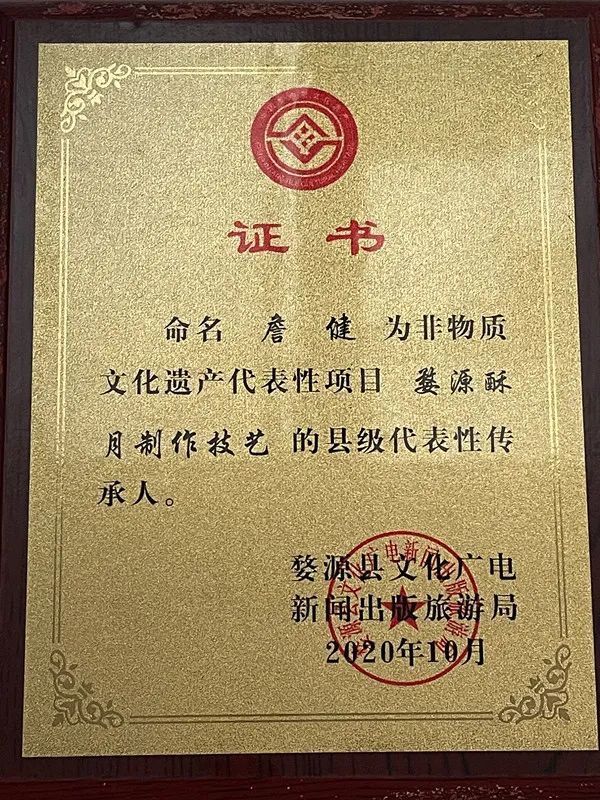 证书
命名 詹 健 为非物质
文化遗产代表性项目 婺源酥
月制作技艺 的县级代表性传
承人。
婺源县文化广电
新闻出版旅游局
2020年10月